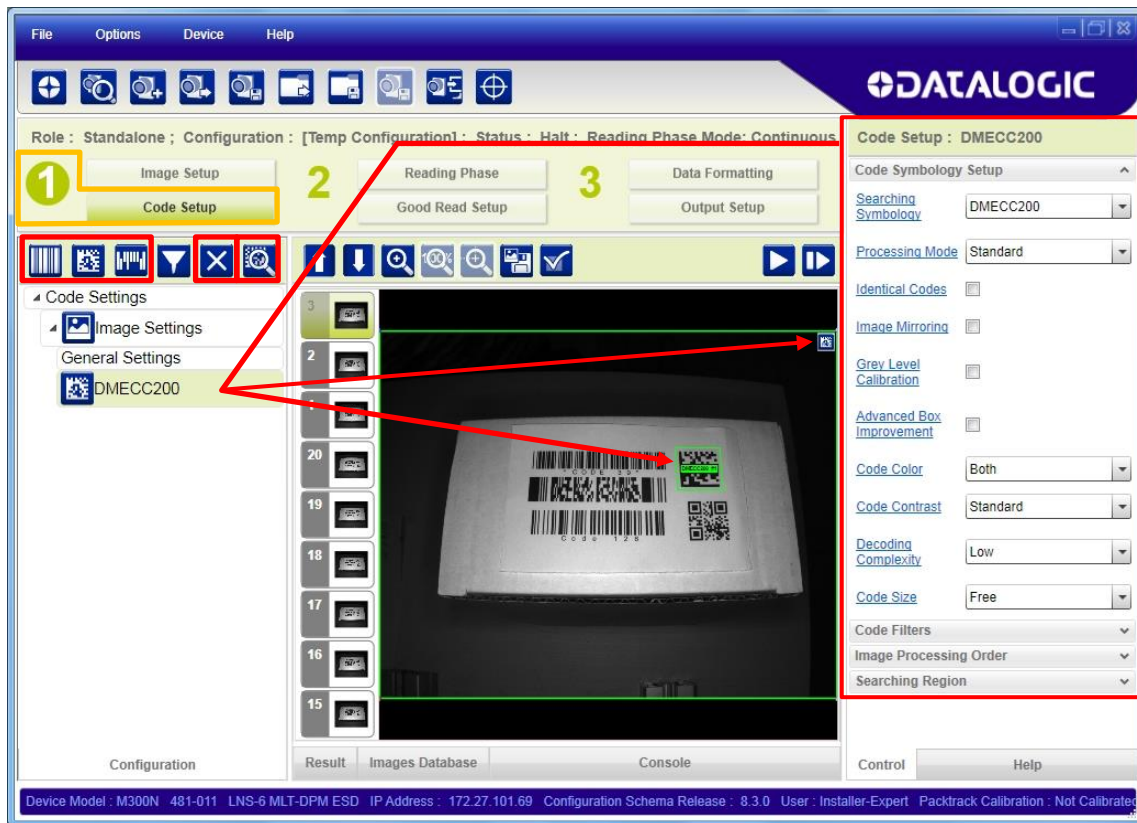 File Options Device Help
DATALOGIC
Role : Standalone ; Configuration : [Temp Configuration] ; Status : Halt ; Reading Phase Mode: Continuous
1
Image Setup
Code Setup
2
Reading Phase
Good Read Setup
3
Data Formatting
Output Setup
Code Settings
Image Settings
General Settings
DMECC200
Configuration
3
2
20
19
18
17
16
15
"CODE 39"
Code 128
Result Images Database Console
Code Setup : DMECC200
Code Symbology Setup
Searching
Symbology
DMECC200
Processing Mode Standard
Identical Codes
Image Mirroring
Grey Level
Calibration
Advanced Box
Improvement
Code Color Both
Code Contrast Standard
Decoding
Complexity
Low
Code Size Free
Code Filters
Image Processing Order
Searching Region
Control Help
Device Model : M300N 481-011 LNS-6 MLT-DPM ESD IP Address : 172.27.101.69 Configuration Schema Release : 8.3.0 User : Installer-Expert Packtrack Calibration : Not Calibrated